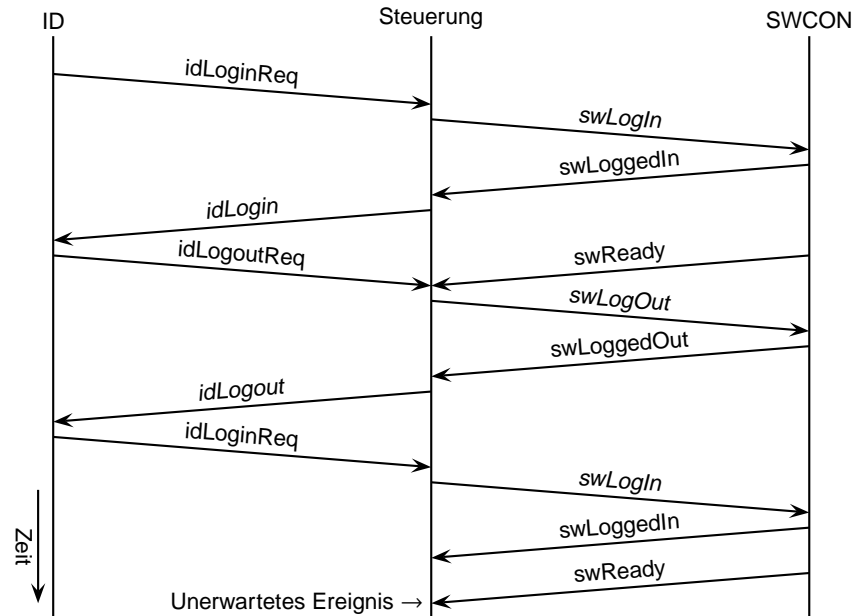 ID
Steuerung
SWCON
idLoginReq
swLogIn
swLoggedIn
idLogin
idLogoutReq
swReady
swLogOut
swLoggedOut
idLogout
idLoginReq
swLogIn
swLoggedIn
Zeit
swReady
Unerwartetes Ereignis →